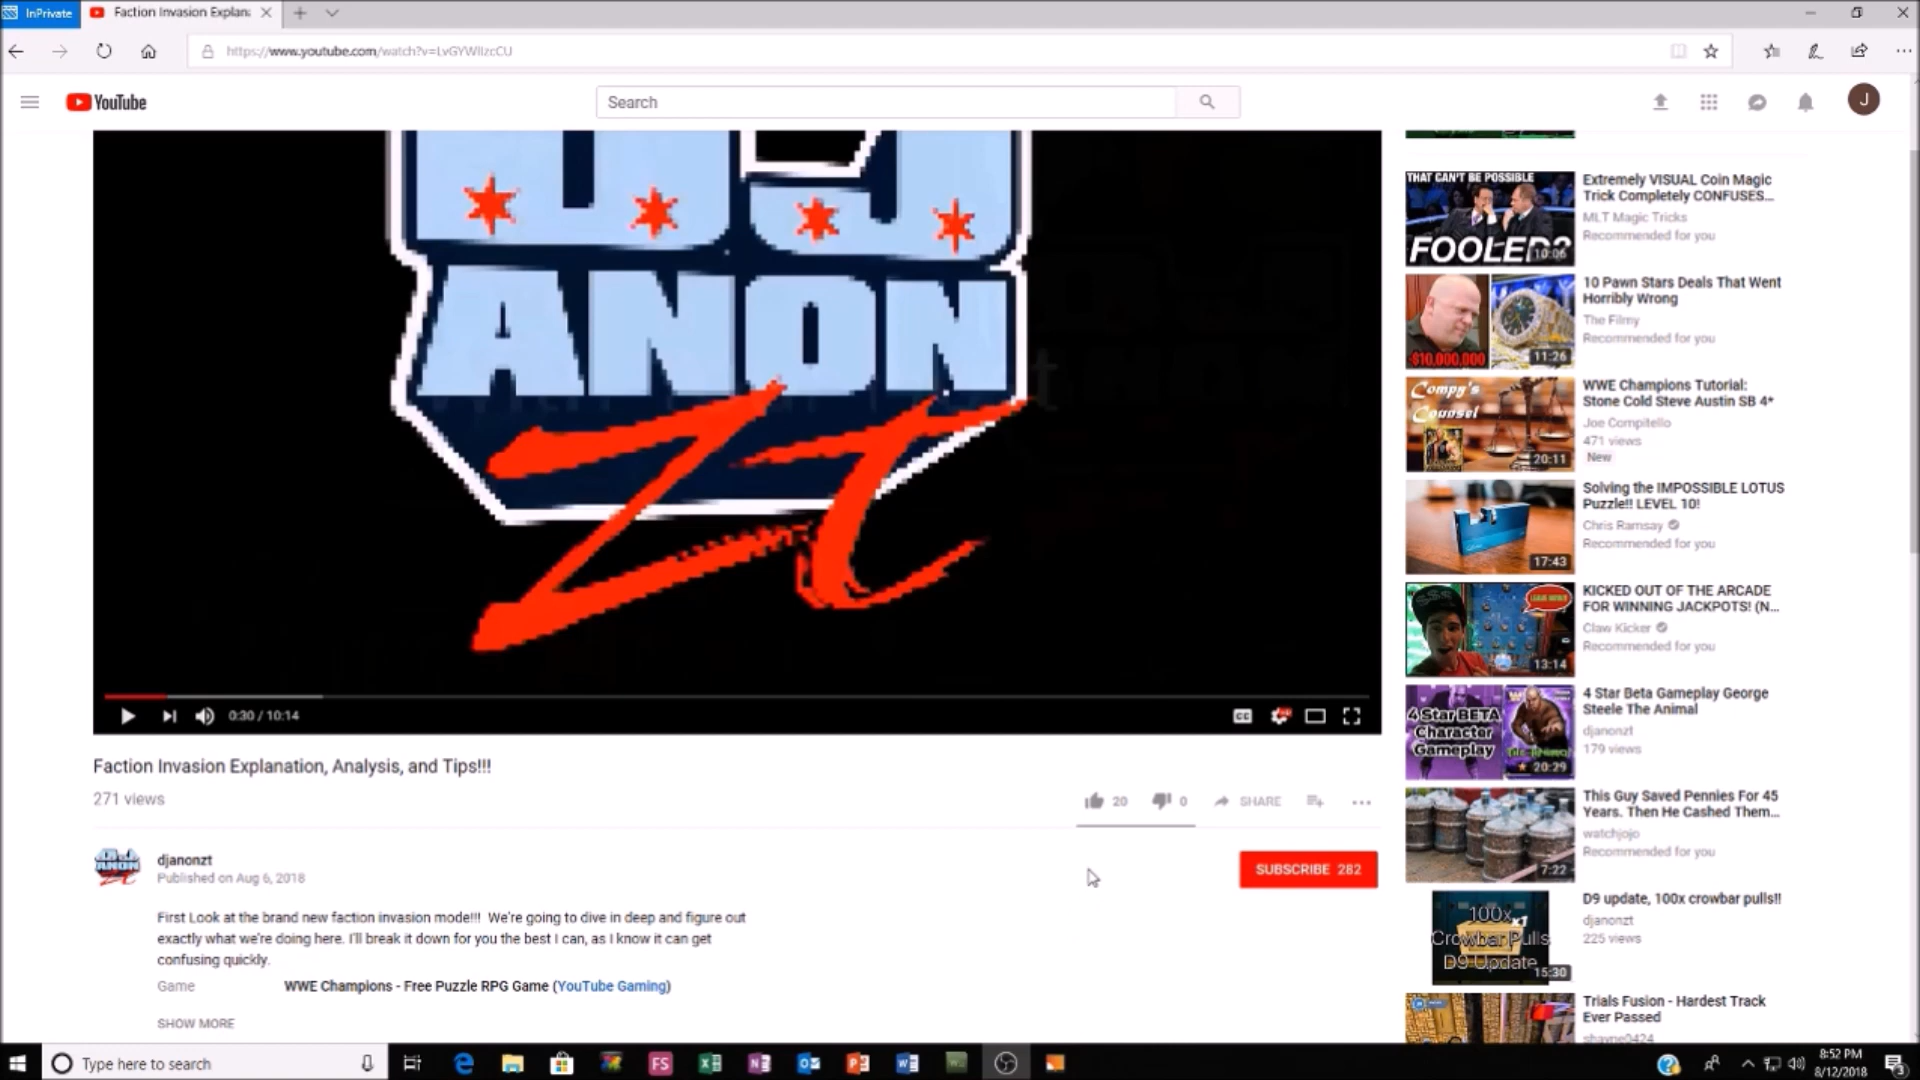 InPrivate
Faction Invasion Explan
https://www.youtube.com/watch?v=LvGYWIIzcCU
YouTube
Search
J
ANON
Zt
0:30 / 10:14
CC
Faction Invasion Explanation, Analysis, and Tips!!!
271 views
20
0
SHARE
djanonzt
Published on Aug 6, 2018
SUBSCRIBE 282
First Look at the brand new faction invasion mode!!! We're going to dive in deep and figure out
exactly what we're doing here. I'll break it down for you the best I can, as I know it can get
confusing quickly.
Game
WWE Champions - Free Puzzle RPG Game (YouTube Gaming)
SHOW MORE
THAT CAN'T BE POSSIBLE
FOOLED?
10:06
Extremely VISUAL Coin Magic
Trick Completely CONFUSES...
MLT Magic Tricks
Recommended for you
$10,000,000
11:26
10 Pawn Stars Deals That Went
Horribly Wrong
The Filmy
Recommended for you
Compy's
Counsel
20:11
WWE Champions Tutorial:
Stone Cold Steve Austin SB 4*
Joe Compitello
471 views
New
17:43
Solving the IMPOSSIBLE LOTUS
Puzzle!! LEVEL 10!
Chris Ramsay
Recommended for you
13:14
KICKED OUT OF THE ARCADE
FOR WINNING JACKPOTS! (N...
Claw Kicker
Recommended for you
4 Star BETA
Character
Gameplay
20:29
4 Star Beta Gameplay George
Steele The Animal
djanonzt
179 views
7:22
This Guy Saved Pennies For 45
Years. Then He Cashed Them...
watchjojo
Recommended for you
100x
Crowbar Pulls
D9 Update
15:30
D9 update, 100x crowbar pulls!!
djanonzt
225 views
Trials Fusion - Hardest Track
Ever Passed
shayne0424
Type here to search
FS
8:52 PM
8/12/2018
3